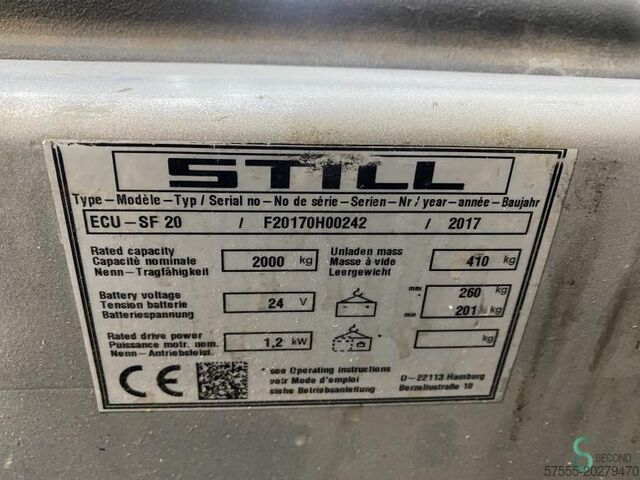 STILL
Type – Modèle – Typ / Serial no – No de série – Serien – Nr / year – année – Baujahr
ECU – SF 20 / F20170H00242 / 2017
Rated capacity
Capacité nominale
Nenn – Tragfähigkeit
2000 kg
Unladen mass
Masse à vide
Leergewicht
410 kg
Battery voltage
Tension batterie
Batteriespannung
24 V
max 260 kg
min 201 kg
Rated drive power
Puissance motr. nom.
Nenn – Antriebsleist.
1,2 kW
*
kg
CE
* see Operating instructions
voir Mode d'emploi
siehe Betriebsanleitung
D – 22113 Hamburg
Berzeliusstraße 10
SECOND
57555-20279470